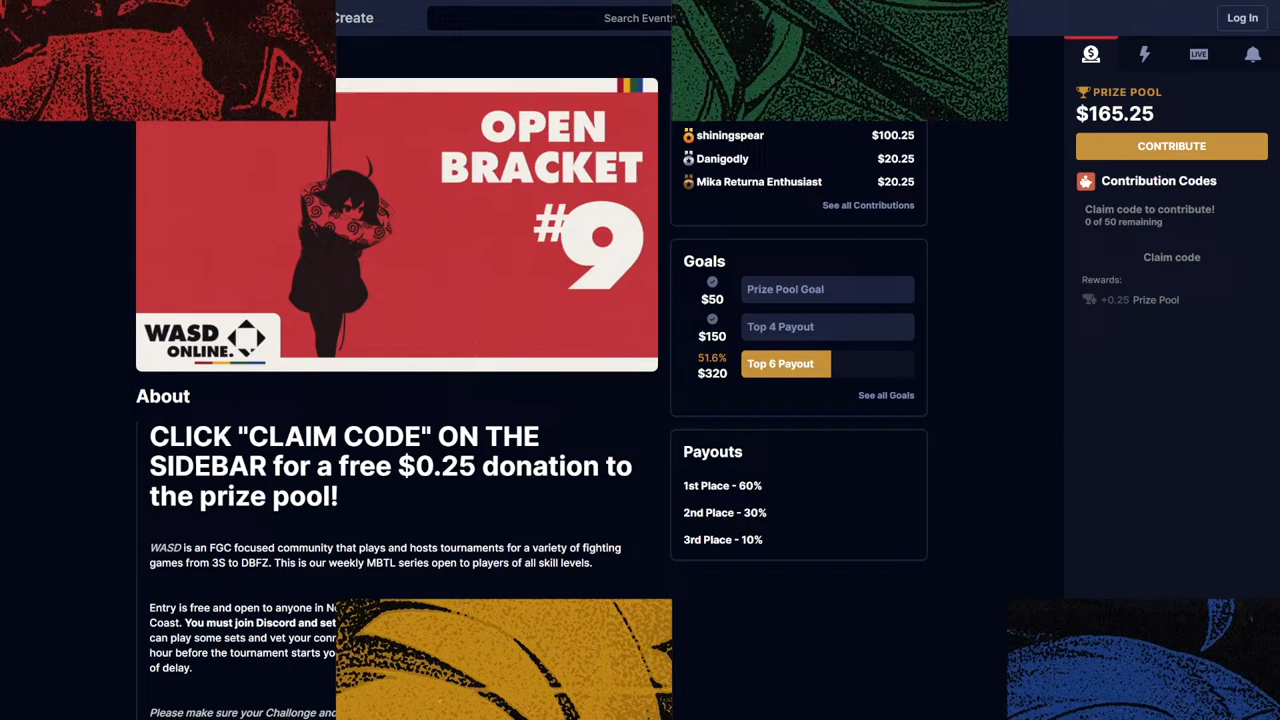 Create
Search Events
Log In
OPEN
BRACKET
#9
WASD
ONLINE.
About
CLICK "CLAIM CODE" ON THE
SIDEBAR for a free $0.25 donation to
the prize pool!
WASD is an FGC focused community that plays and hosts tournaments for a variety of fighting
games from 3S to DBFZ. This is our weekly MBTL series open to players of all skill levels.
Entry is free and open to anyone in
Coast. You must join Discord and set
can play some sets and vet your
hour before the tournament starts
of delay.
Please make sure your Challonge and
shiningspear $100.25
Danigodly $20.25
Mika Returna Enthusiast $20.25
See all Contributions
Goals
$50 Prize Pool Goal
$150 Top 4 Payout
51.6%
$320 Top 6 Payout
See all Goals
Payouts
1st Place - 60%
2nd Place - 30%
3rd Place - 10%
PRIZE POOL
$165.25
CONTRIBUTE
Contribution Codes
Claim code to contribute!
0 of 50 remaining
Claim code
Rewards:
+0.25 Prize Pool
LIVE